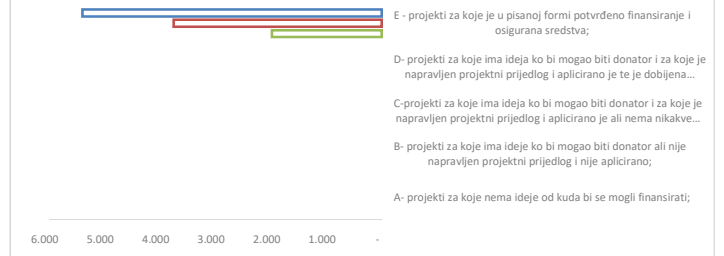 E - projekti za koje je u pisanoj formi potvrđeno finansiranje i
osigurana sredstva;
D- projekti za koje ima ideja ko bi mogao biti donator i za koje je
napravljen projektni prijedlog i aplicirano je te je dobijena…
C-projekti za koje ima ideja ko bi mogao biti donator i za koje je
napravljen projektni prijedlog i aplicirano je ali nema nikakve…
B- projekti za koje ima ideje ko bi mogao biti donator ali nije
napravljen projektni prijedlog i nije aplicirano;
A- projekti za koje nema ideje od kuda bi se mogli finansirati;
6.000 5.000 4.000 3.000 2.000 1.000 -